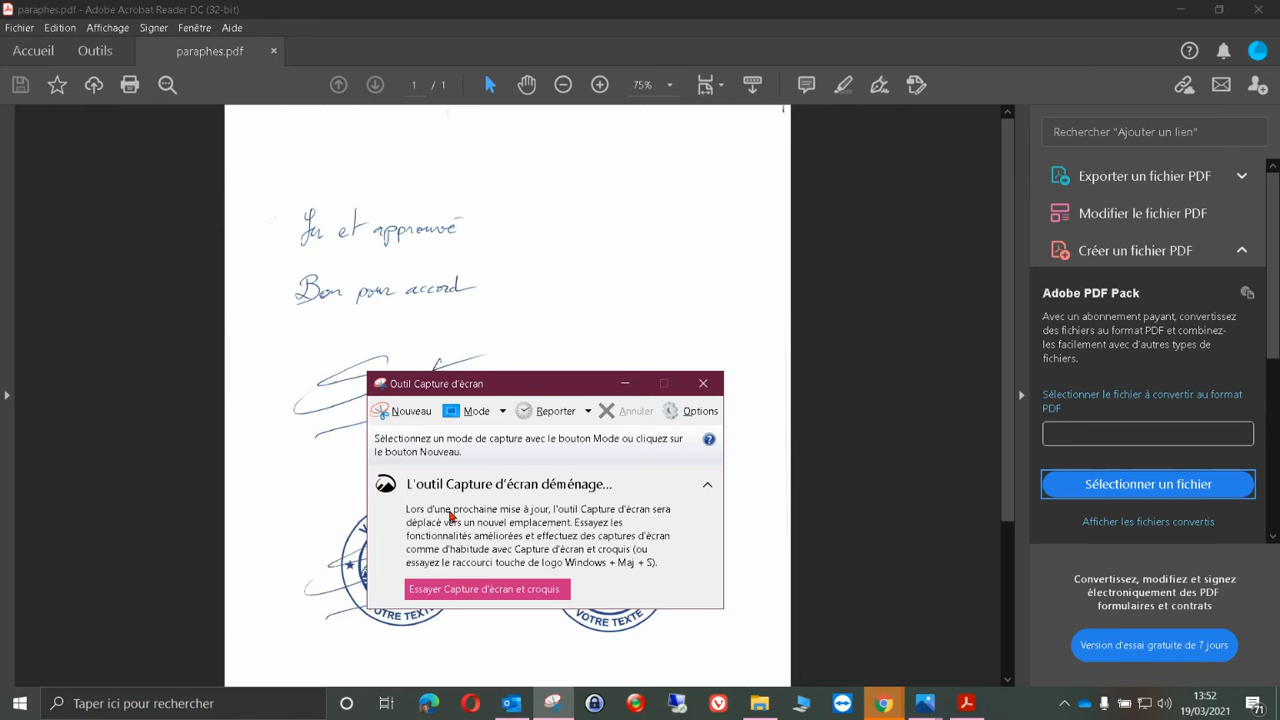 paraphes.pdf - Adobe Acrobat Reader DC (32-bit)
Fichier Edition Affichage Signer Fenêtre Aide
Accueil Outils paraphes.pdf ×
1 / 1 75%
Rechercher "Ajouter un lien"
Exporter un fichier PDF
Modifier le fichier PDF
Créer un fichier PDF
Adobe PDF Pack
Avec un abonnement payant, convertissez
des fichiers au format PDF et combinez-
les facilement avec d'autres types de
fichiers.
Sélectionner le fichier à convertir au format
PDF
Sélectionner un fichier
Afficher les fichiers convertis
Convertissez, modifiez et signez
électroniquement des PDF
formulaires et contrats
Version d'essai gratuite de 7 jours
Lu et approuvé
Bon pour accord
Outil Capture d'écran
Nouveau Mode Reporter Annuler Options
Sélectionnez un mode de capture avec le bouton Mode ou cliquez sur
le bouton Nouveau.
L'outil Capture d'écran déménage...
Lors d'une prochaine mise à jour, l'outil Capture d'écran sera
déplacé vers un nouvel emplacement. Essayez les
fonctionnalités améliorées et effectuez des captures d'écran
comme d'habitude avec Capture d'écran et croquis (ou
essayez le raccourci touche de logo Windows + Maj + S).
Essayer Capture d'écran et croquis
VOTRE TEXTE
VOTRE TEXTE
Taper ici pour rechercher
13:52
19/03/2021
71